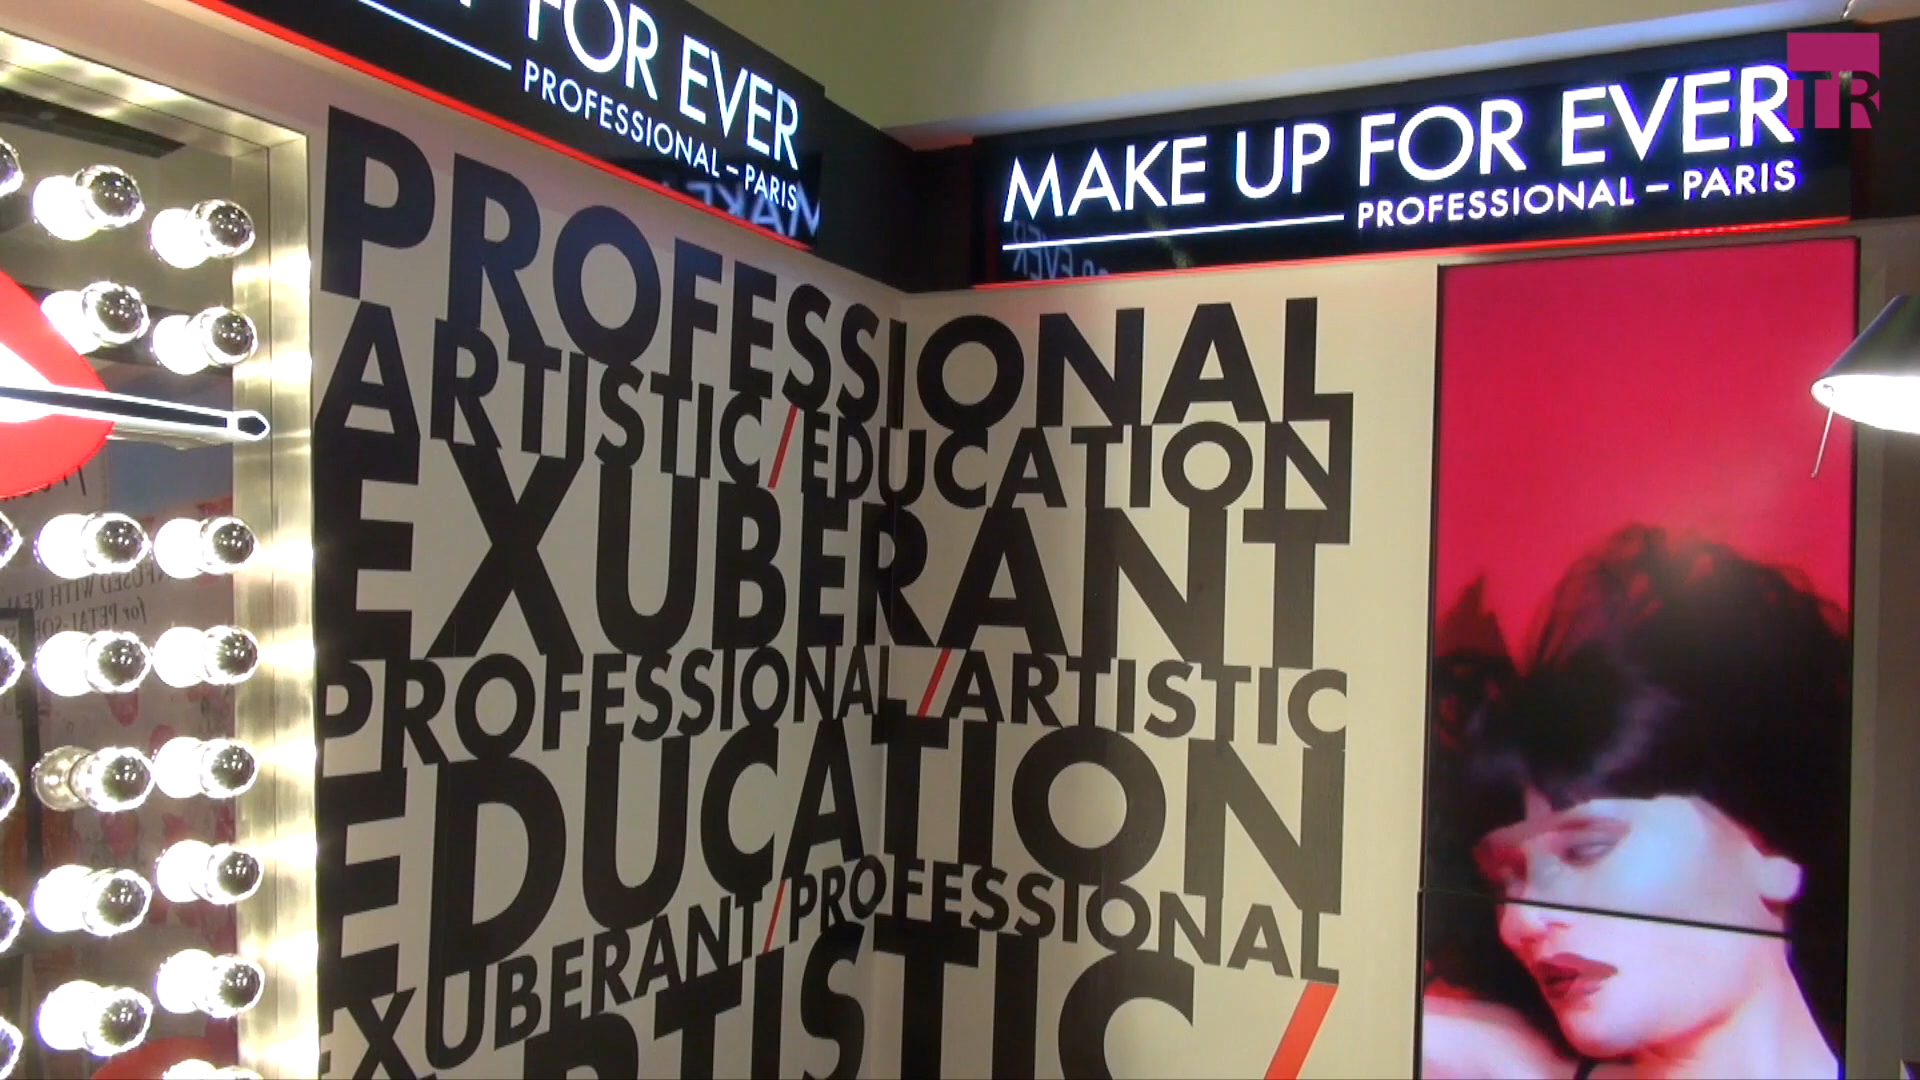 UP FOR EVER
PROFESSIONAL – PARIS
MAKE UP FOR EVER
PROFESSIONAL – PARIS
TR
PROFESSIONAL
ARTISTIC/EDUCATION
EXUBERANT
PROFESSIONAL/ARTISTIC
EDUCATION
EXUBERANT/PROFESSIONAL
ARTISTIC/